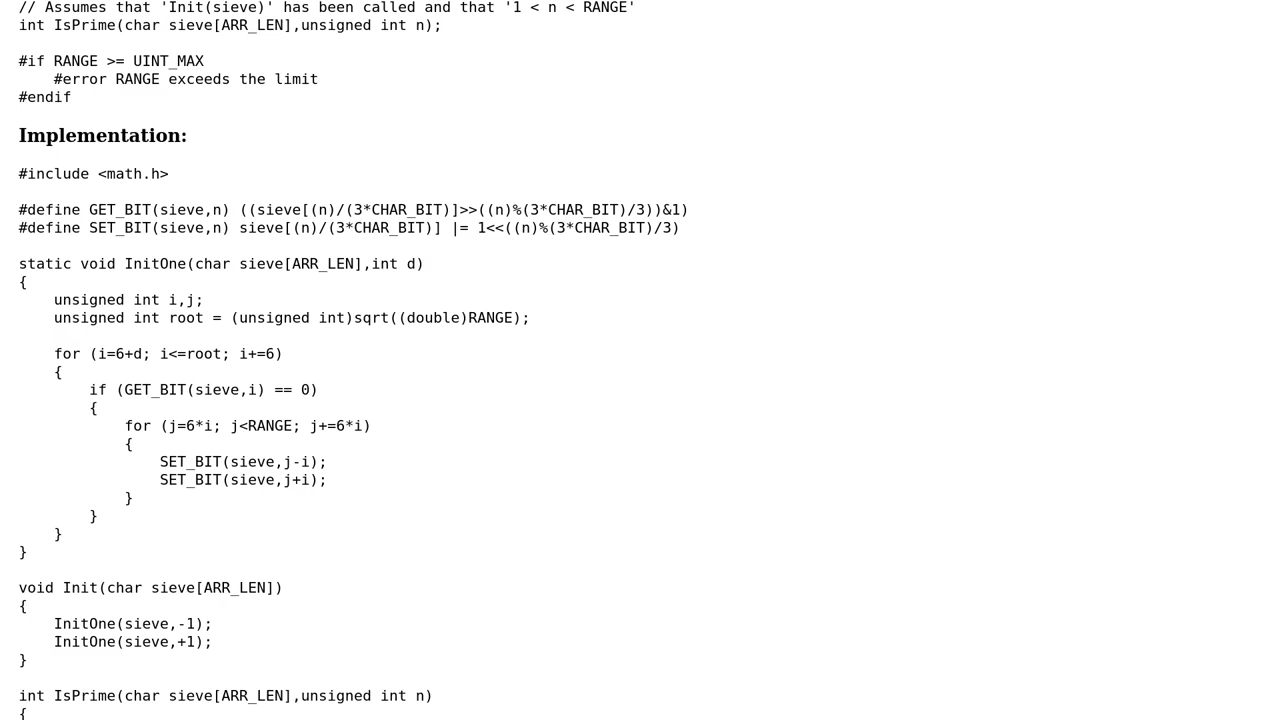 // Assumes that 'Init(sieve)' has been called and that '1 < n < RANGE'
int IsPrime(char sieve[ARR_LEN],unsigned int n);

#if RANGE >= UINT_MAX
    #error RANGE exceeds the limit
#endif

Implementation:

#include <math.h>

#define GET_BIT(sieve,n) ((sieve[(n)/(3*CHAR_BIT)]>>((n)%(3*CHAR_BIT)/3))&1)
#define SET_BIT(sieve,n) sieve[(n)/(3*CHAR_BIT)] |= 1<<((n)%(3*CHAR_BIT)/3)

static void InitOne(char sieve[ARR_LEN],int d)
{
    unsigned int i,j;
    unsigned int root = (unsigned int)sqrt((double)RANGE);

    for (i=6+d; i<=root; i+=6)
    {
        if (GET_BIT(sieve,i) == 0)
        {
            for (j=6*i; j<RANGE; j+=6*i)
            {
                SET_BIT(sieve,j-i);
                SET_BIT(sieve,j+i);
            }
        }
    }
}

void Init(char sieve[ARR_LEN])
{
    InitOne(sieve,-1);
    InitOne(sieve,+1);
}

int IsPrime(char sieve[ARR_LEN],unsigned int n)
{